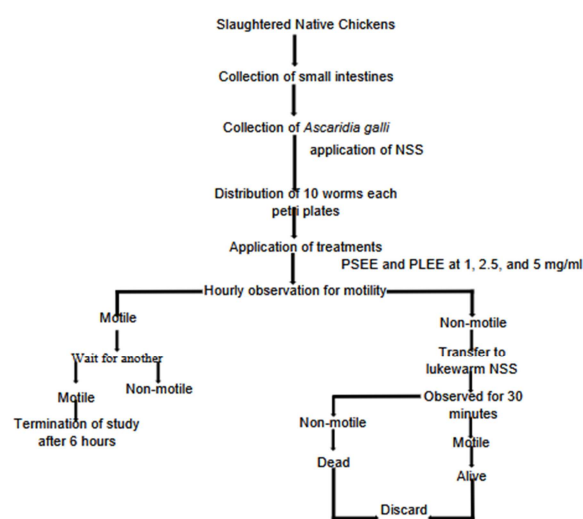 Slaughtered Native Chickens
Collection of small intestines
Collection of Ascaridia galli
application of NSS
Distribution of 10 worms each
petri plates
Application of treatments
PSEE and PLEE at 1, 2.5, and 5 mg/ml
Hourly observation for motility
Motile
Wait for another
Motile
Non-motile
Termination of study
after 6 hours
Non-motile
Transfer to
lukewarm NSS
Observed for 30
minutes
Non-motile
Dead
Motile
Alive
Discard